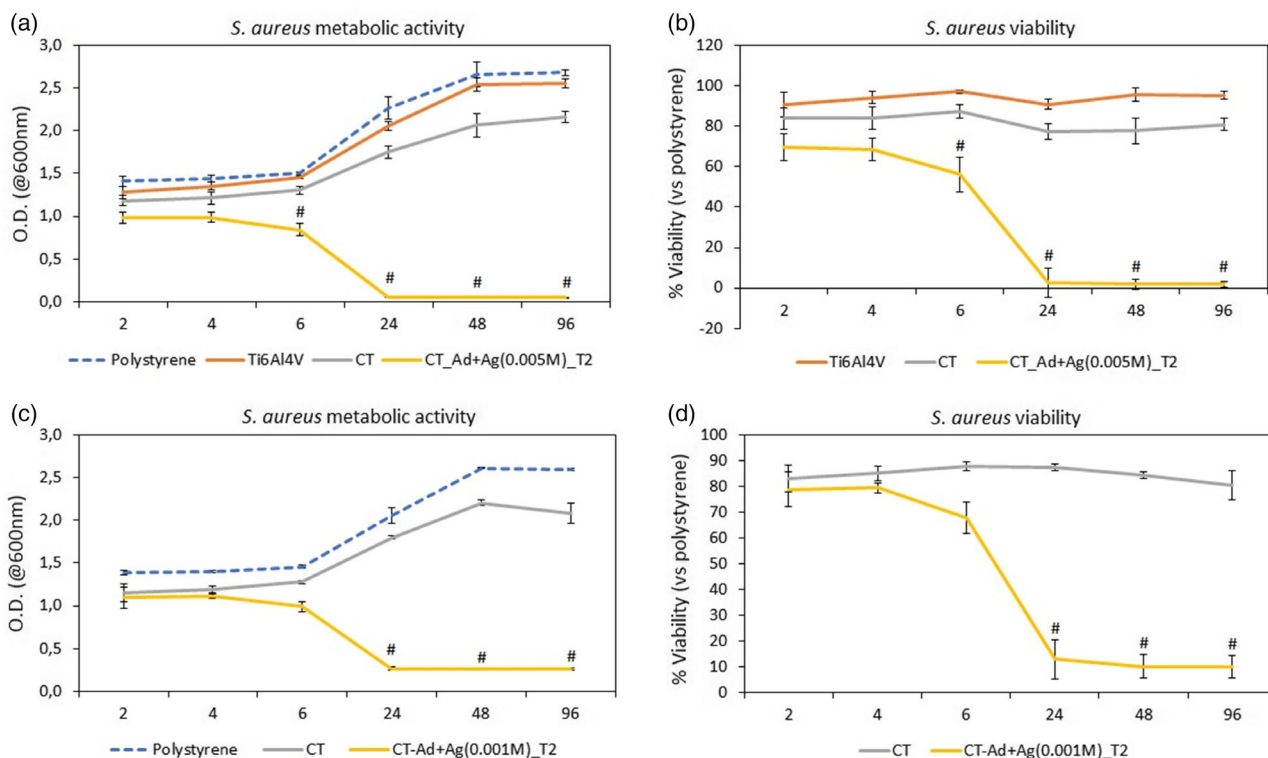 (a)
S. aureus metabolic activity
O.D. (@600nm)
3,0
2,5
2,0
1,5
1,0
0,5
0,0
#
#
#
#
2 4 6 24 48 96
Polystyrene Ti6Al4V CT CT_Ad+Ag(0.005M)_T2
(b)
S. aureus viability
% Viability (vs polystyrene)
120
100
80
60
40
20
0
-20
#
#
#
#
2 4 6 24 48 96
Ti6Al4V CT CT_Ad+Ag(0.005M)_T2
(c)
S. aureus metabolic activity
O.D. (@600nm)
3,0
2,5
2,0
1,5
1,0
0,5
0,0
#
#
#
2 4 6 24 48 96
Polystyrene CT CT-Ad+Ag(0.001M)_T2
(d)
S. aureus viability
% Viability (vs polystyrene)
100
90
80
70
60
50
40
30
20
10
0
#
#
#
2 4 6 24 48 96
CT CT-Ad+Ag(0.001M)_T2